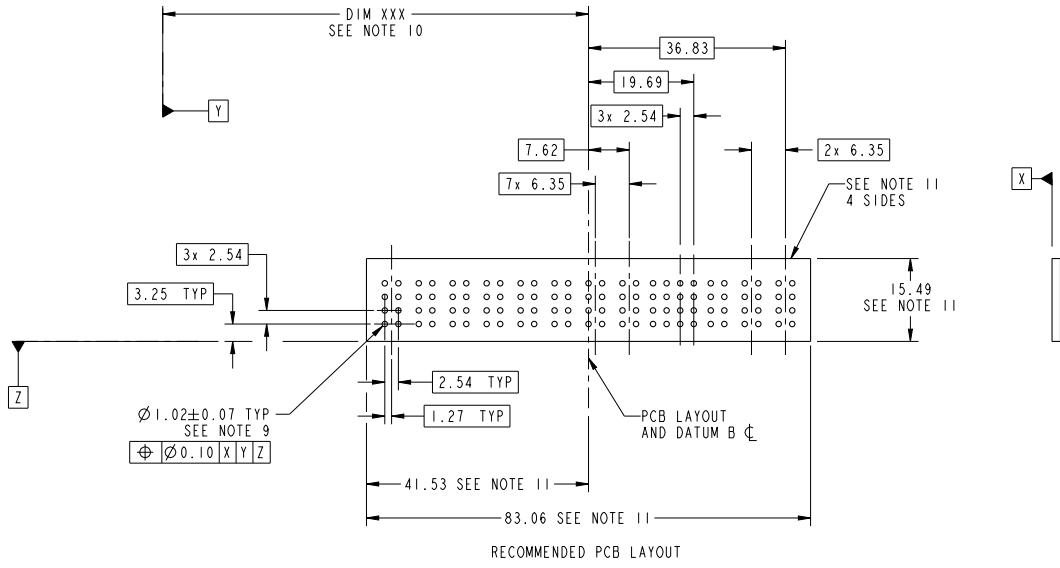 DIM XXX
SEE NOTE 10
36.83
19.69
Y
3x 2.54
7.62
2x 6.35
7x 6.35
SEE NOTE 11
4 SIDES
X
3x 2.54
3.25 TYP
15.49
SEE NOTE 11
Z
2.54 TYP
Ø1.02±0.07 TYP
SEE NOTE 9
1.27 TYP
PCB LAYOUT
AND DATUM B ℄
⌖ Ø0.10 X Y Z
41.53 SEE NOTE 11
83.06 SEE NOTE 11
RECOMMENDED PCB LAYOUT